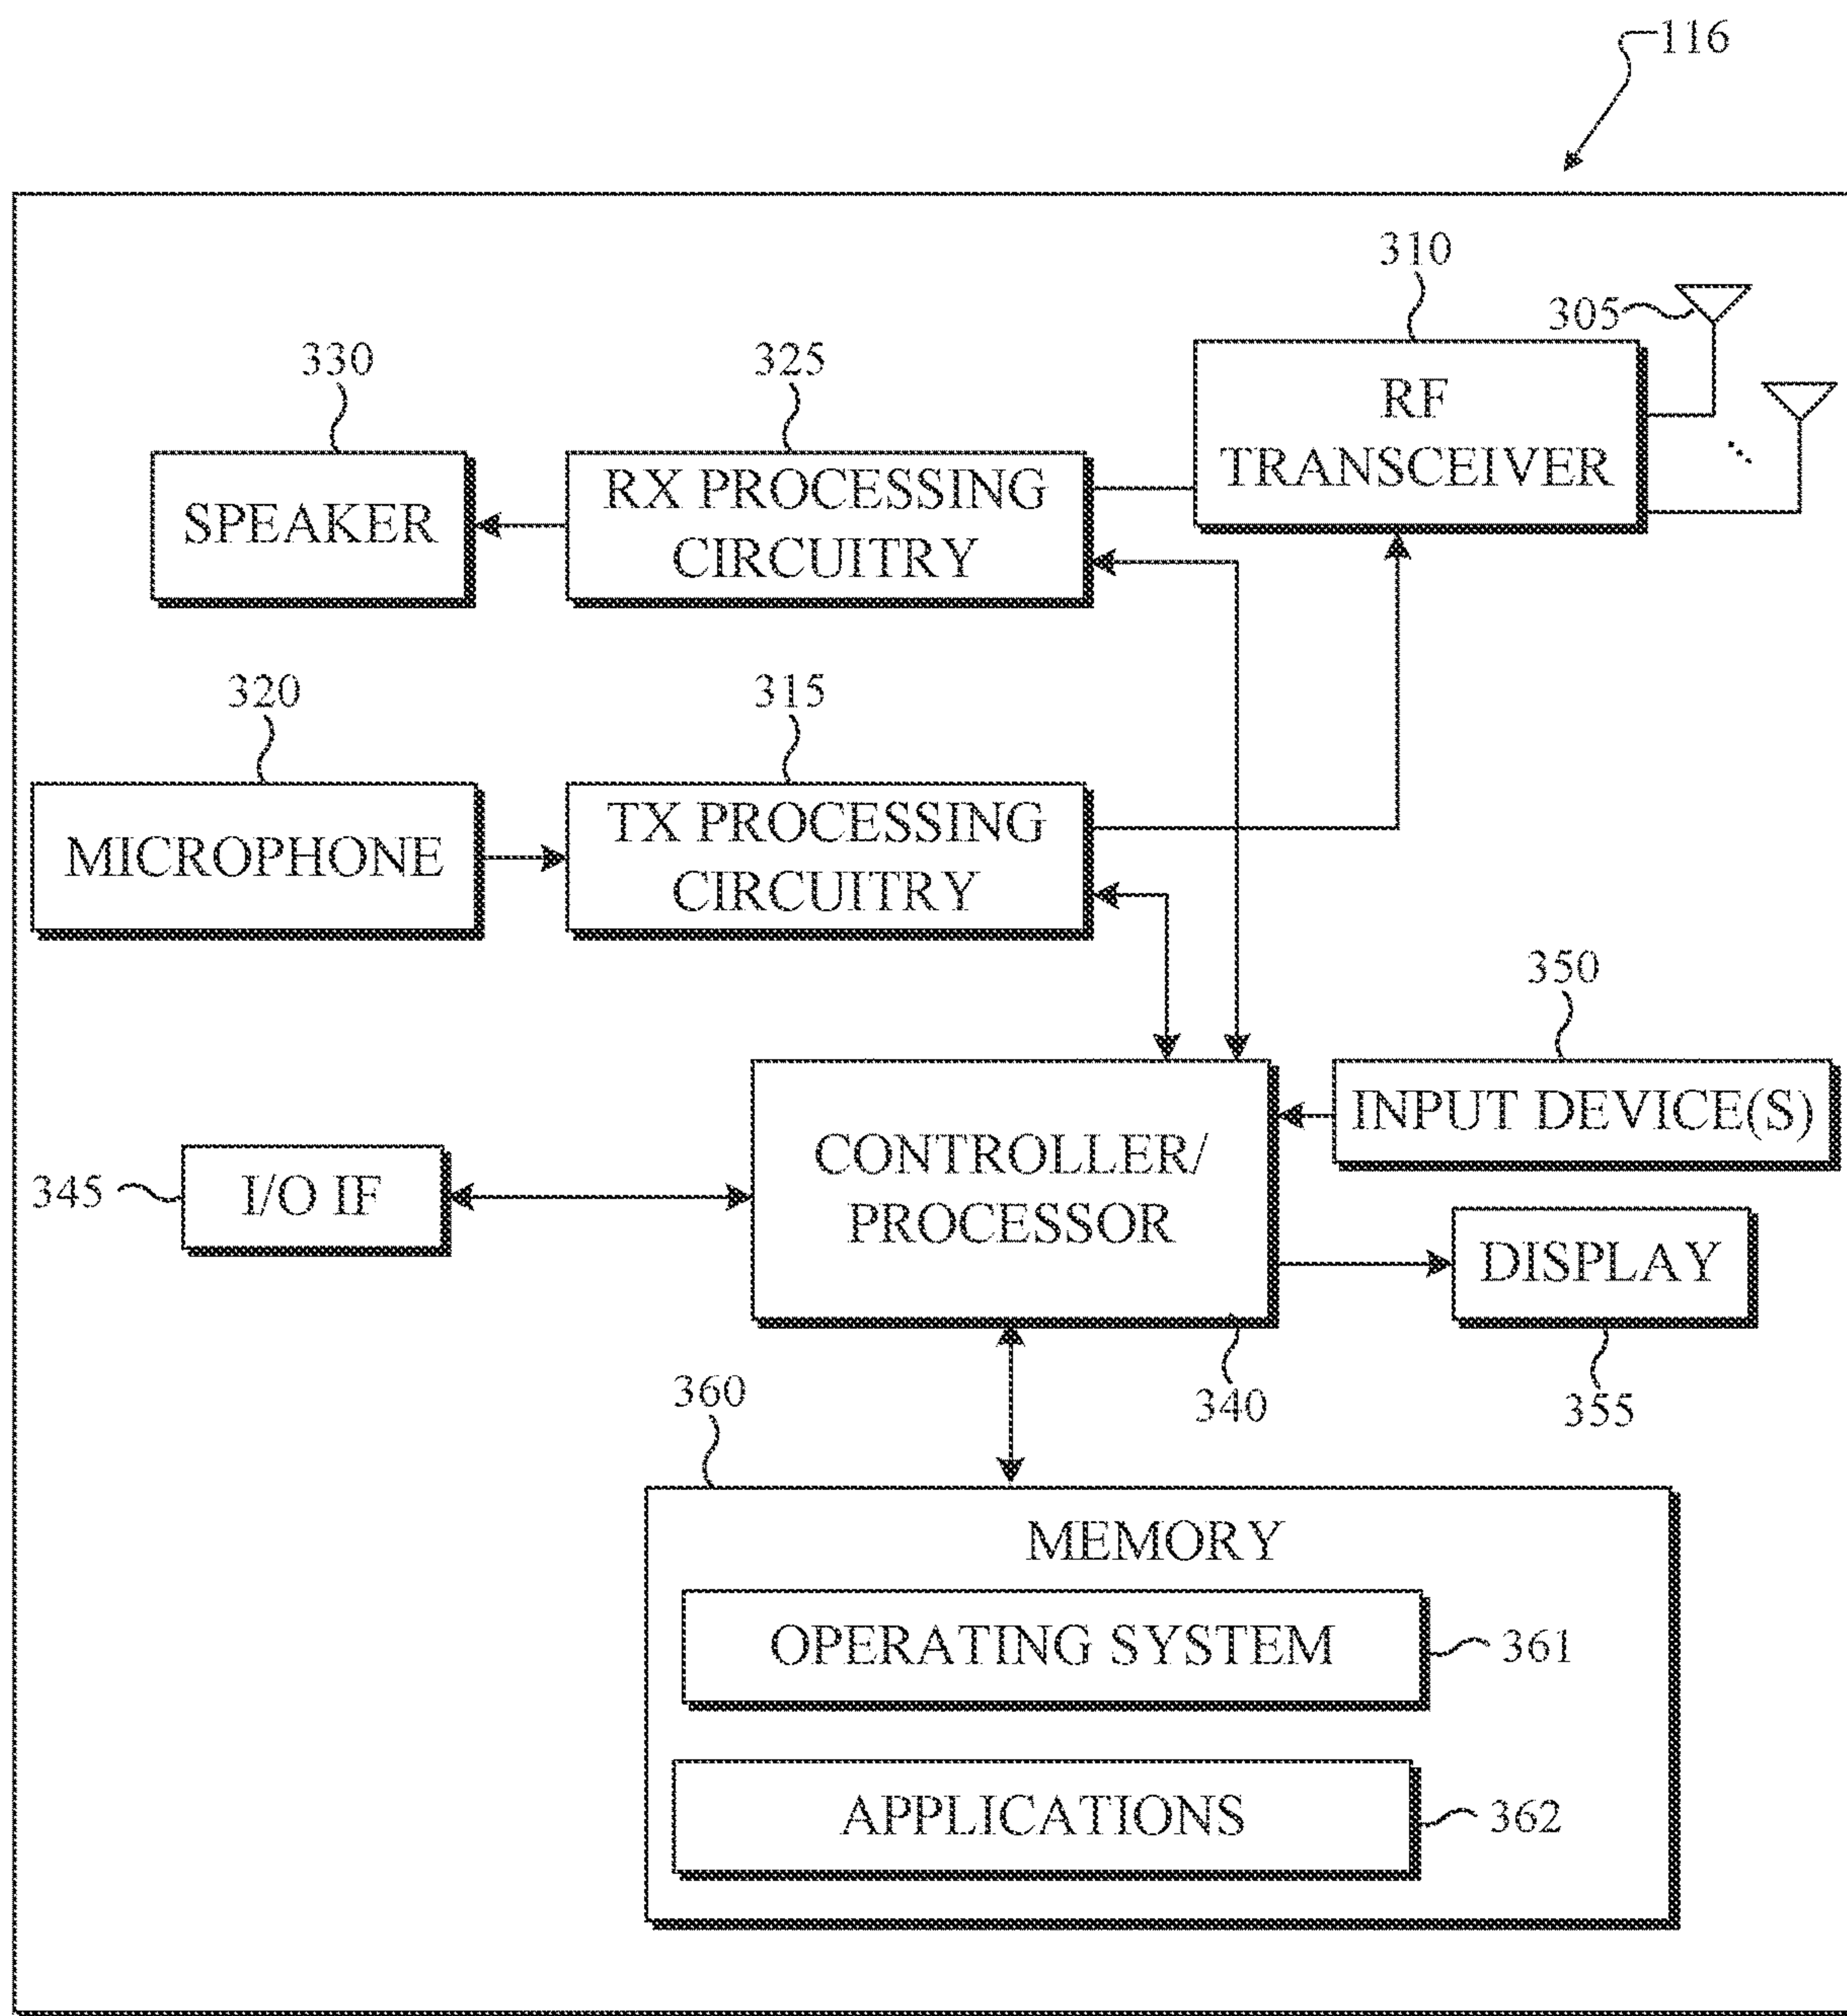 116
310
305
330
325
RF
TRANSCEIVER
SPEAKER
RX PROCESSING
CIRCUITRY
320
315
MICROPHONE
TX PROCESSING
CIRCUITRY
350
INPUT DEVICE(S)
345
I/O IF
CONTROLLER/
PROCESSOR
DISPLAY
360
340
355
MEMORY
OPERATING SYSTEM
361
APPLICATIONS
362